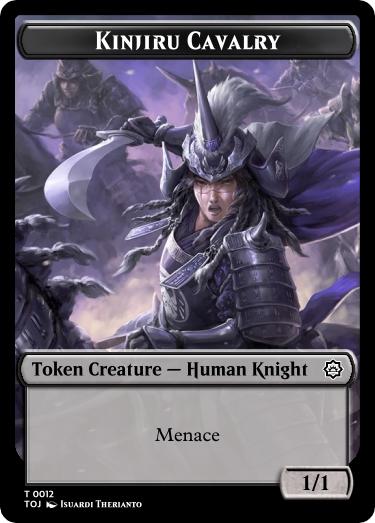 Kinjiru Cavalry
Token Creature — Human Knight
Menace
1/1
T 0012
TOJ Isuardi Therianto